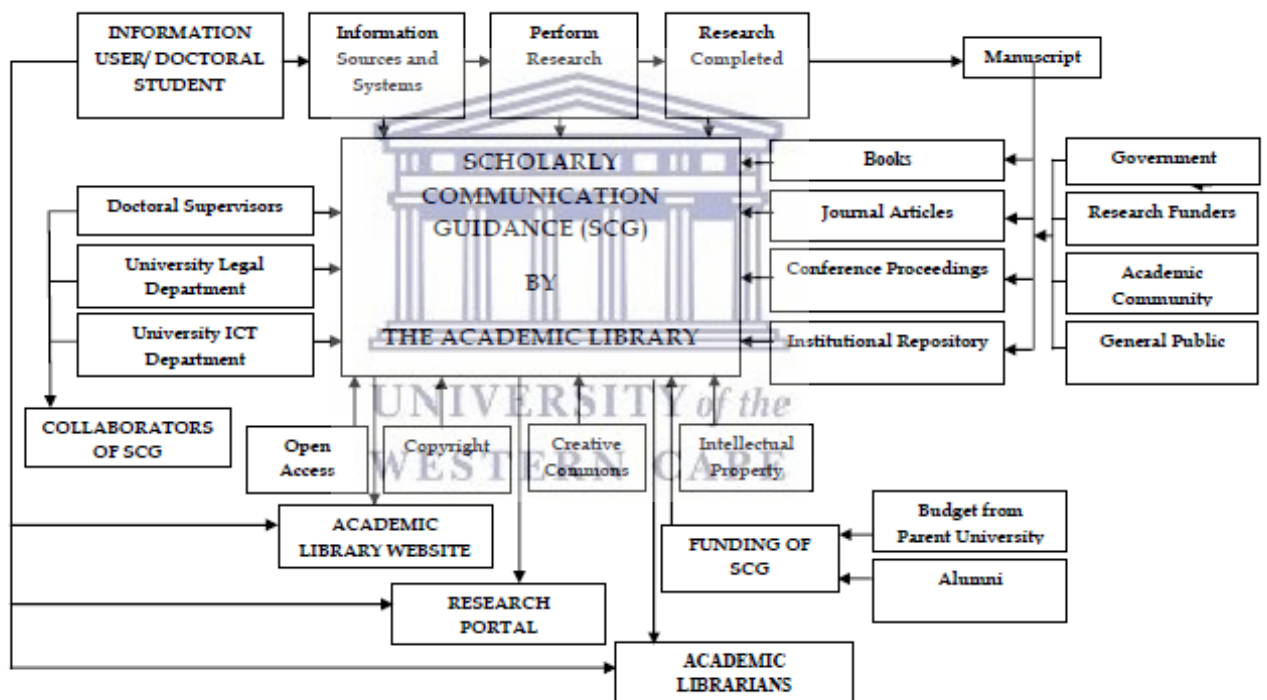 INFORMATION
USER/ DOCTORAL
STUDENT
Information
Sources and
Systems
Perform
Research
Research
Completed
Manuscript
SCHOLARLY
COMMUNICATION
GUIDANCE (SCG)
BY
THE ACADEMIC LIBRARY
Doctoral Supervisors
University Legal
Department
University ICT
Department
COLLABORATORS
OF SCG
Books
Journal Articles
Conference Proceedings
Institutional Repository
Government
Research Funders
Academic
Community
General Public
UNIVERSITY of the
WESTERN CAPE
Open
Access
Copyright
Creative
Commons
Intellectual
Property
ACADEMIC
LIBRARY WEBSITE
RESEARCH
PORTAL
ACADEMIC
LIBRARIANS
FUNDING OF
SCG
Budget from
Parent University
Alumni